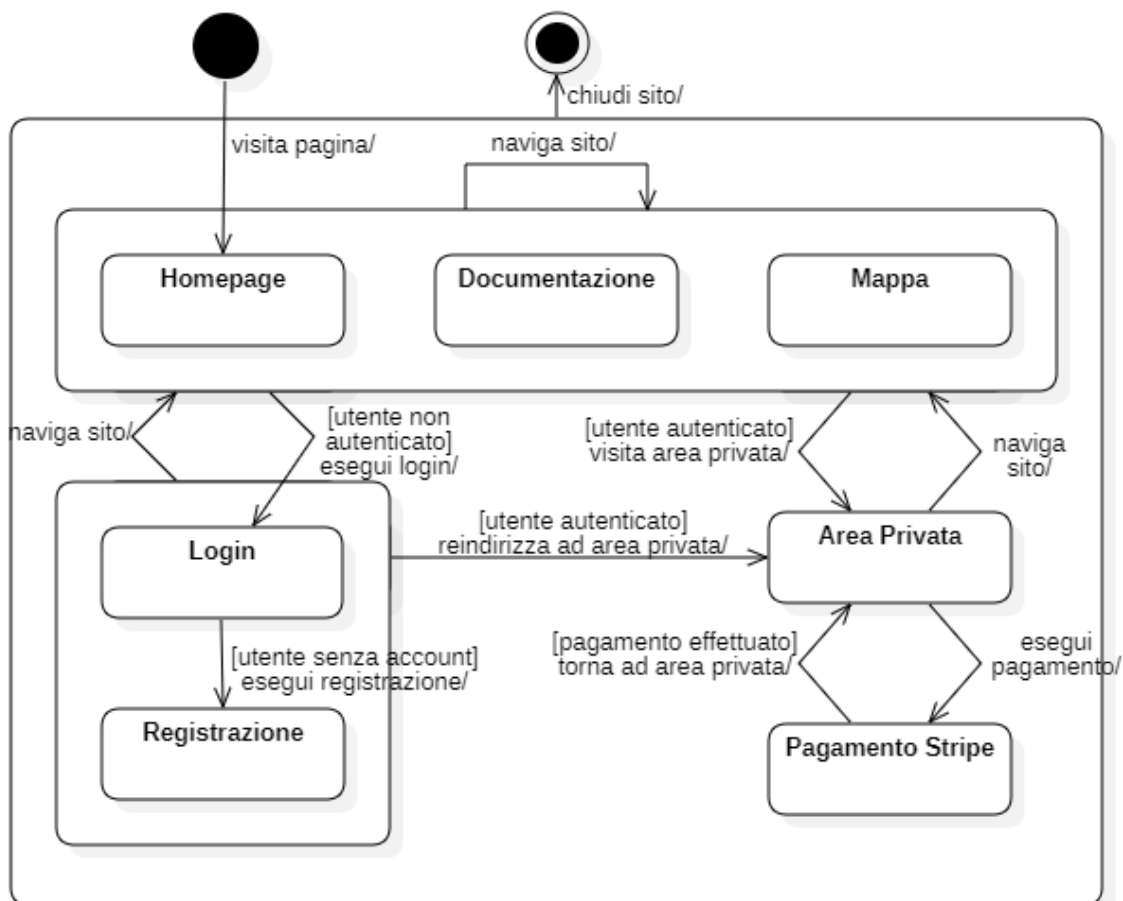 chiudi sito/
visita pagina/
naviga sito/
Homepage
Documentazione
Mappa
naviga sito/
[utente non
autenticato]
esegui login/
[utente autenticato]
visita area privata/
naviga
sito/
Login
[utente autenticato]
reindirizza ad area privata/
Area Privata
[utente senza account]
esegui registrazione/
[pagamento effettuato]
torna ad area privata/
esegui
pagamento/
Registrazione
Pagamento Stripe